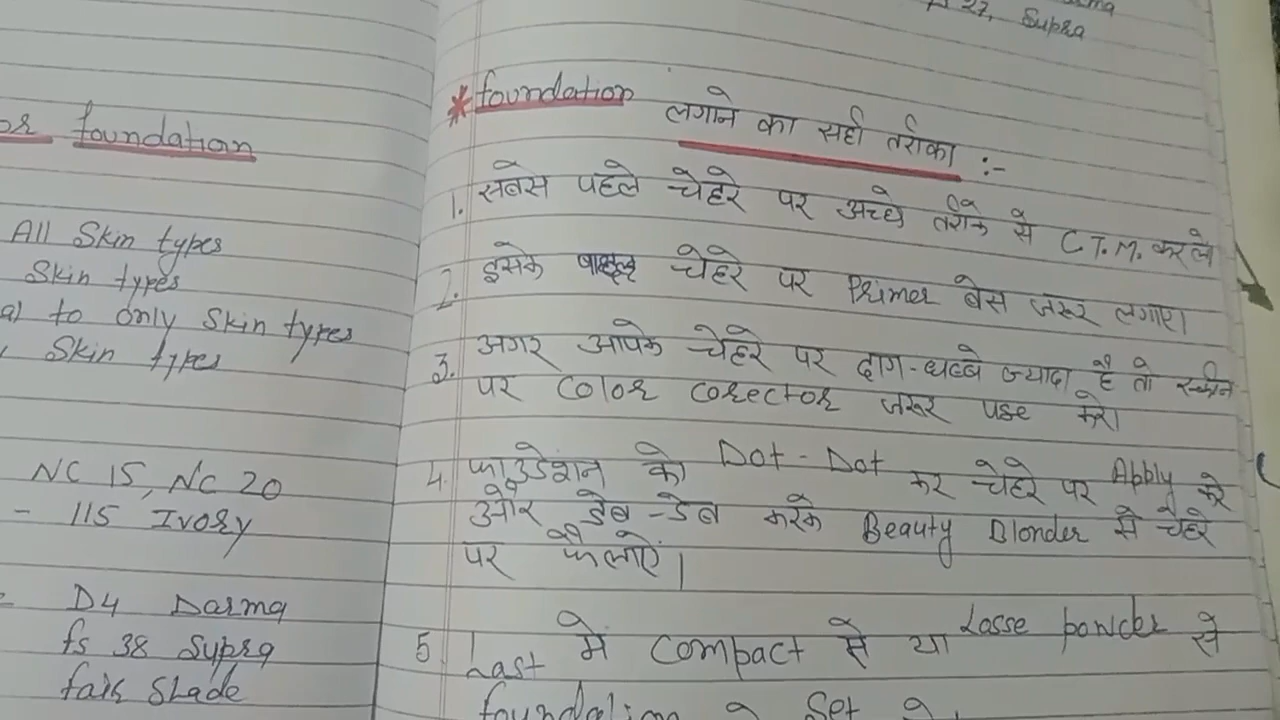 or foundation
All Skin types
Skin types
a) to only Skin types
Skin types
NC 15, NC 20
- 115 Ivory
D4 Darma
fs 38 Supra
fair Shade
27, Supra
* foundation लगाने का सही तरीका :-
1. सबसे पहले चेहरे पर अच्छे तरीके से C.T.M. कर ले
2. इसके चेहरे पर Primer बेस जरूर लगाए।
3. अगर आपके चेहरे पर दाग-धब्बे ज्यादा है तो स्कीन
पर Color Corector जरूर use करे।
4. फाउंडेशन को Dot-Dot कर चेहरे पर Apply करे
और डेब-डेब करके Beauty Blonder से चेहरे
पर फैलाऐं।
5 Last में Compact से या Losse powder से
foundation Set